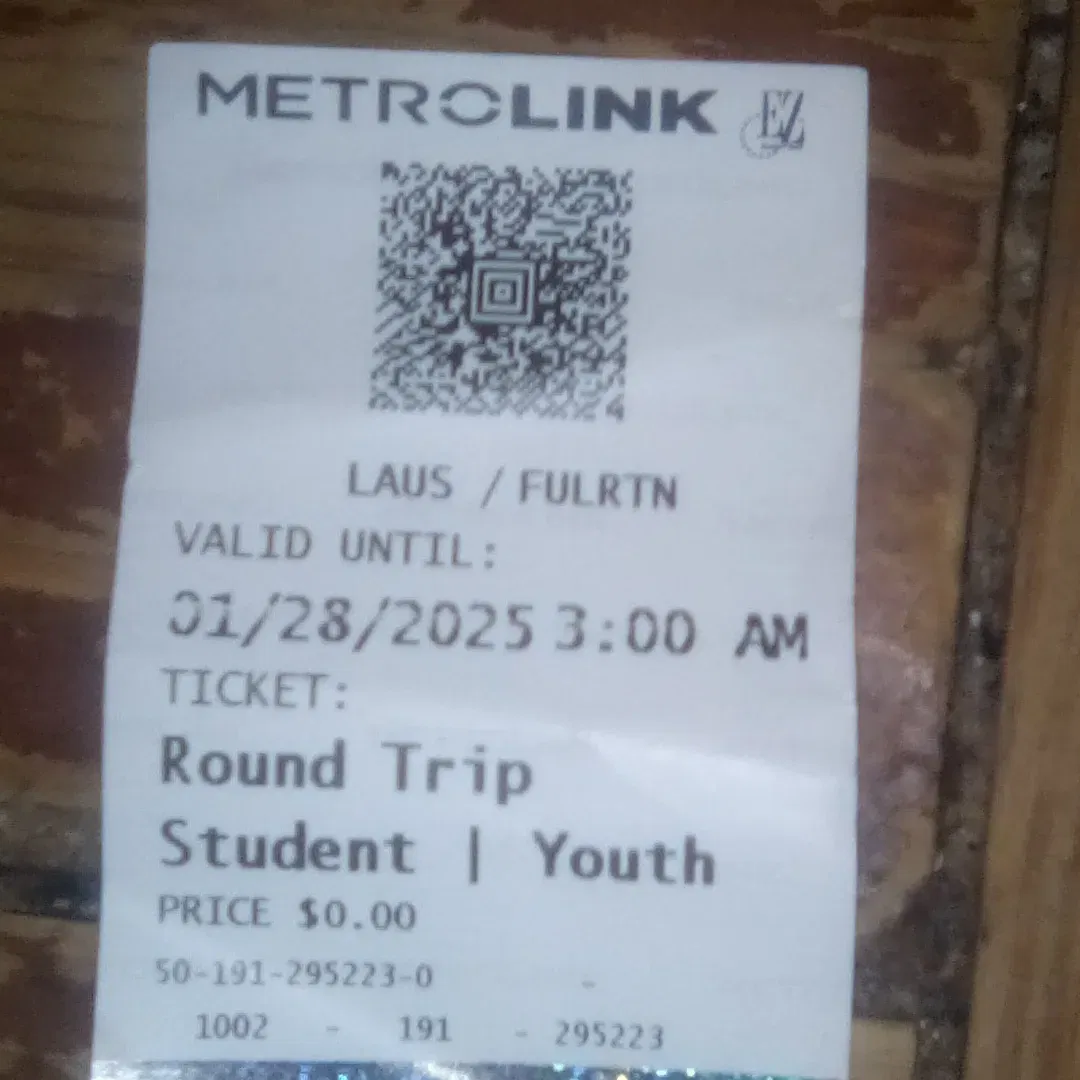 METROLINK EZ
LAUS / FULRTN
VALID UNTIL:
01/28/2025 3:00 AM
TICKET:
Round Trip
Student | Youth
PRICE $0.00
50-191-295223-0 -
1002 - 191 - 295223